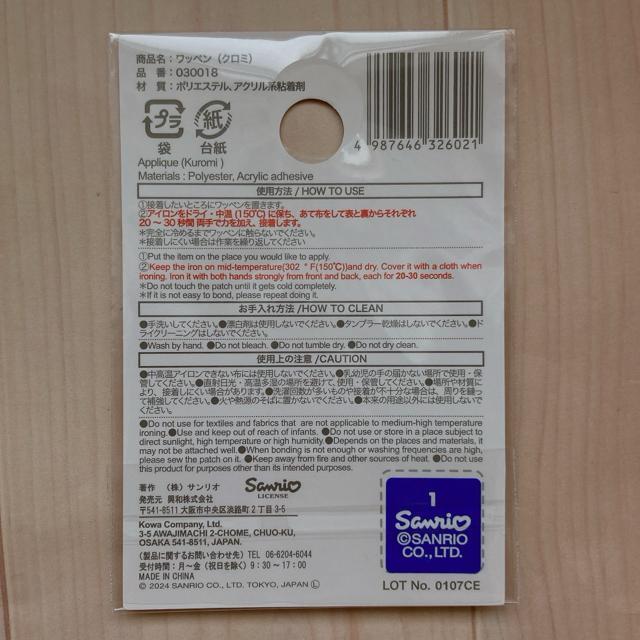 商品名：ワッペン（クロミ）
品　番：030018
材　質：ポリエステル、アクリル系粘着剤
プラ 紙
袋 台紙
4 987646 326021
Applique (Kuromi )
Materials : Polyester, Acrylic adhesive
使用方法 / HOW TO USE
①接着したいところにワッペンを置きます。
②アイロンをドライ・中温(150℃)に保ち、あて布をして表と裏からそれぞれ
20 ～ 30 秒間 両手で力を加え、接着します。
＊完全に冷めるまでワッペンに触らないでください。
＊接着しにくい場合は作業を繰り返してください
①Put the item on the place you would like to apply.
②Keep the iron on mid-temperature(302 ° F(150℃))and dry. Cover it with a cloth when
ironing. Iron it with both hands strongly from front and back, each for 20-30 seconds.
*Do not touch the patch until it gets cold completely.
*If it is not easy to bond, please repeat doing it.
お手入れ方法 /HOW TO CLEAN
●手洗いしてください。●漂白剤は使用しないでください。●タンブラー乾燥はしないでください。●ド
ライクリーニングはしないでください。
●Wash by hand. ●Do not bleach. ●Do not tumble dry. ●Do not dry clean.
使用上の注意 /CAUTION
●中高温アイロンできない布には使用しないでください。●乳幼児の手の届かない場所で使用・保
管してください。●直射日光・高温多湿の場所を避けて、使用・保管してください。●場所や材質に
より、接着しにくい場合があります。●洗濯回数が多いものや接着が不十分な場合は、周りを縫っ
て補強してください。●火や熱源のそばに置かないでください。●本来の用途以外には使用しないで
ください。
●Do not use for textiles and fabrics that are not applicable to medium-high temperature
ironing.●Use and keep out of reach of infants. ●Do not use or store in a place subject to
direct sunlight, high temperature or high humidity.●Depends on the places and materials, it
may not be attached well.●When bonding is not enough or washing frequencies are high,
please sew the patch on it. ●Keep away from fire and other sources of heat. ●Do not use
this product for purposes other than its intended purposes.
著作　（株）サンリオ
Sanrio
LICENSE
発売元　興和株式会社
〒541-8511 大阪市中央区淡路町 2 丁目 3-5
Kowa Company, Ltd.
3-5 AWAJIMACHI 2-CHOME, CHUO-KU,
OSAKA 541-8511, JAPAN.
(製品に関するお問い合わせ先) TEL 06-6204-6044
受付時間：月～金（祝日を除く）9：30～17：00
MADE IN CHINA
© 2024 SANRIO CO., LTD. TOKYO, JAPAN Ⓛ
1
Sanrio
©SANRIO
CO., LTD.
LOT No. 0107CE